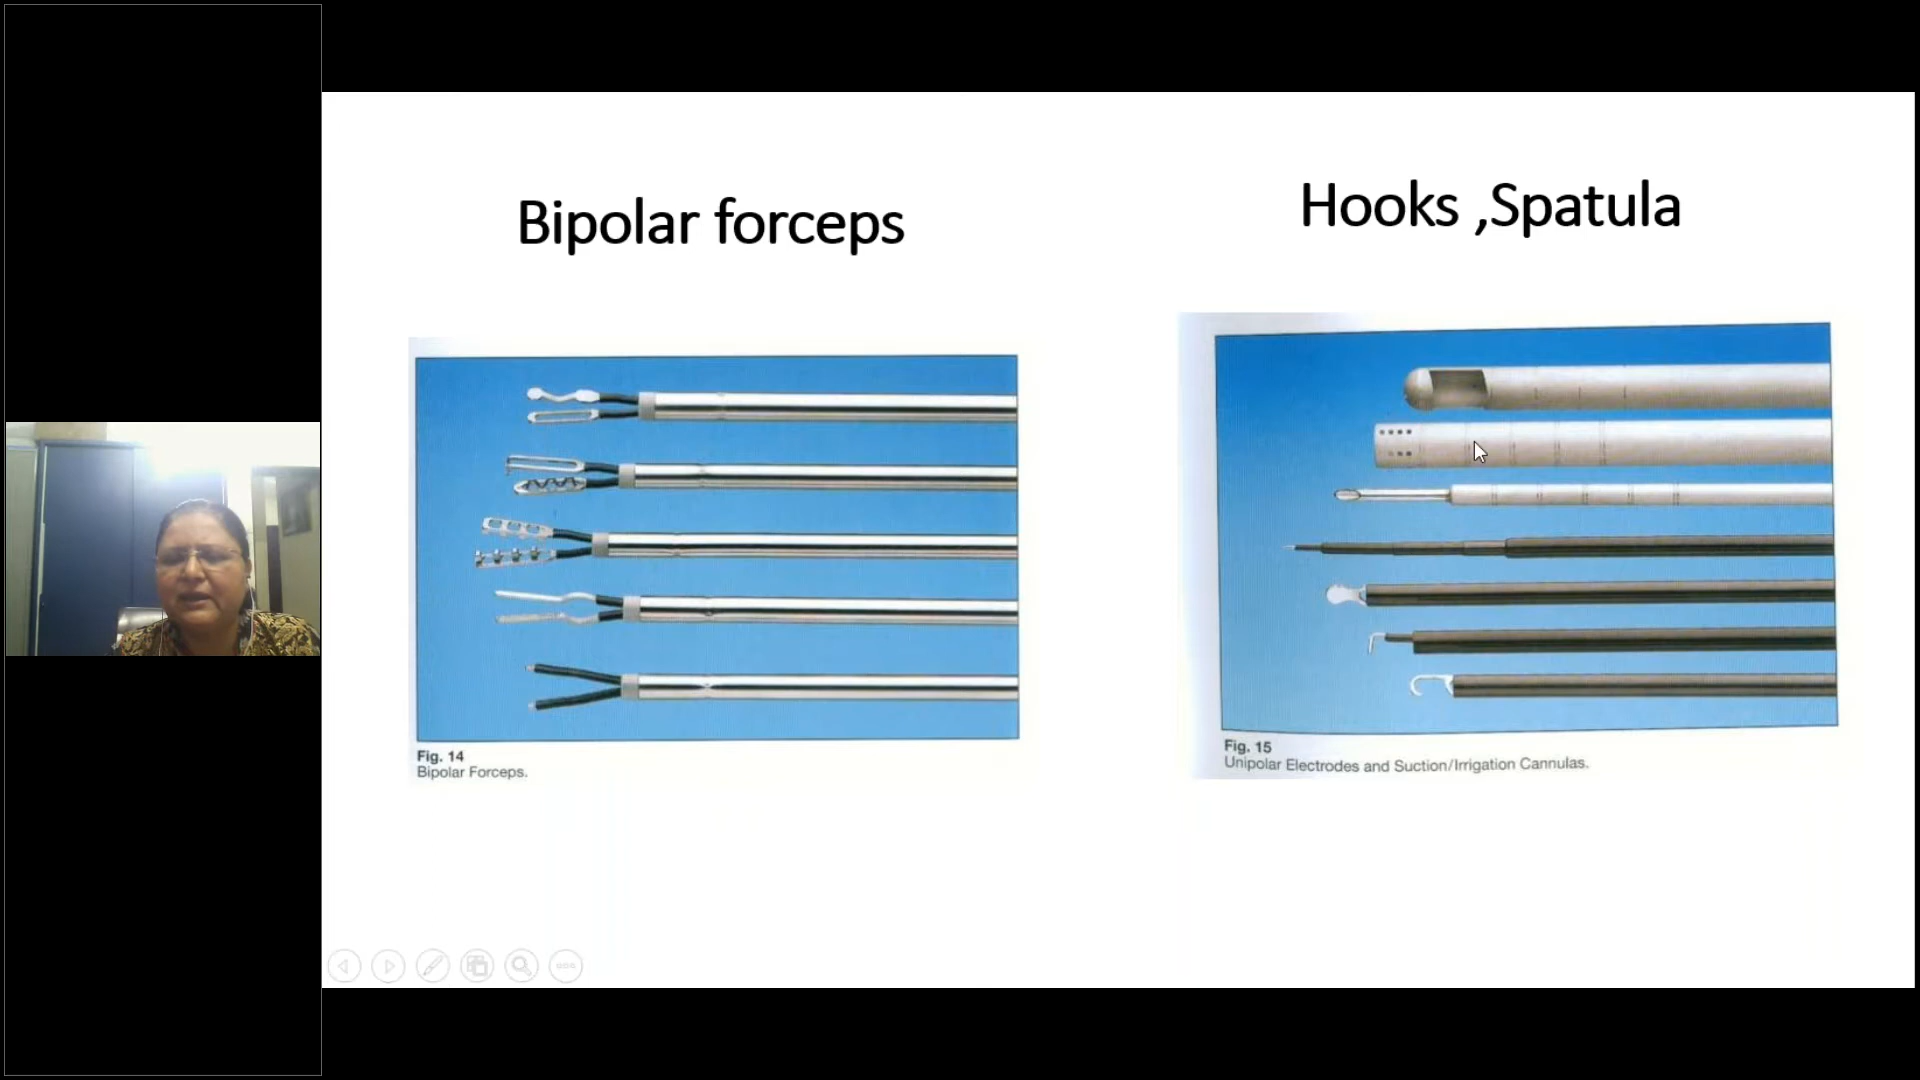 Bipolar forceps
Hooks ,Spatula
Fig. 14
Bipolar Forceps.
Fig. 15
Unipolar Electrodes and Suction/Irrigation Cannulas.